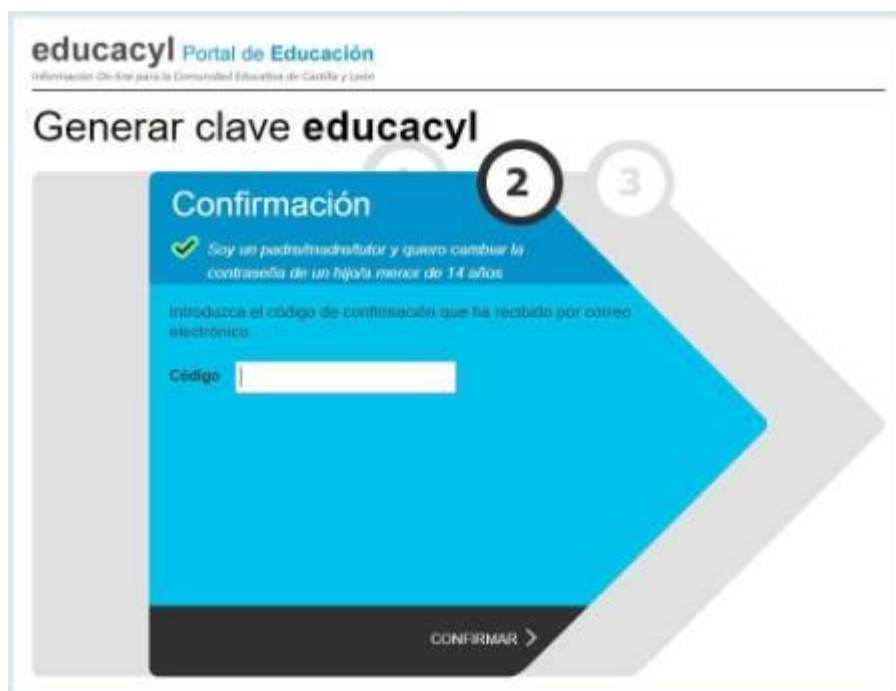 educacyl Portal de Educación
Información On-line para la Comunidad Educativa de Castilla y León
Generar clave educacyl
2
3
Confirmación
Soy un padre/madre/tutor y quiero cambiar la
contraseña de un hijo/a menor de 14 años
Introduzca el código de confirmación que ha recibido por correo
electrónico
Código
CONFIRMAR